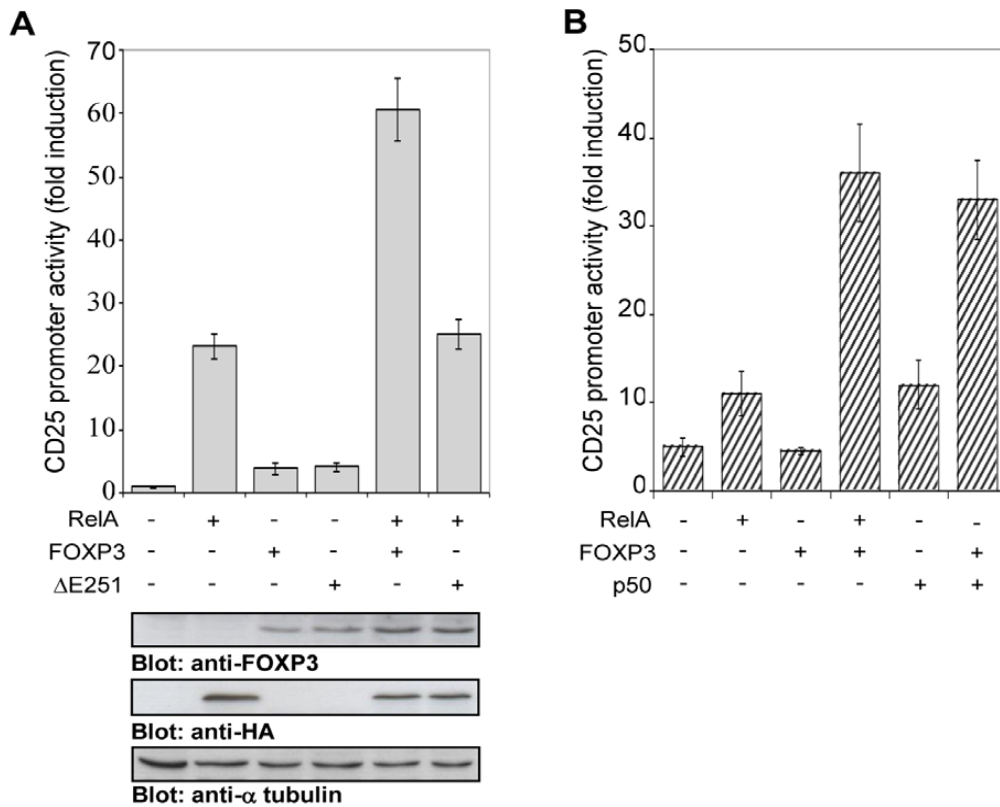 A
CD25 promoter activity (fold induction)
70
60
50
40
30
20
10
0
RelA - + - - + +
FOXP3 - - + - + -
ΔE251 - - - + - +
Blot: anti-FOXP3
Blot: anti-HA
Blot: anti-α tubulin
B
CD25 promoter activity (fold induction)
50
40
30
20
10
0
RelA - + - + - -
FOXP3 - - + + - +
p50 - - - - + +